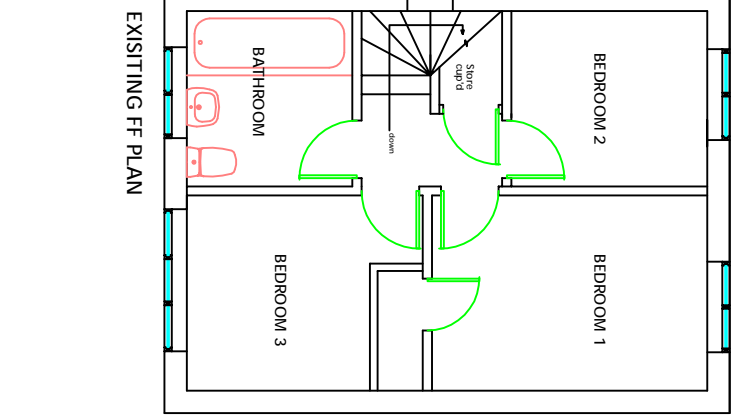 BEDROOM 2
Store
cup'd
down
BATHROOM
BEDROOM 1
BEDROOM 3
EXISITING FF PLAN